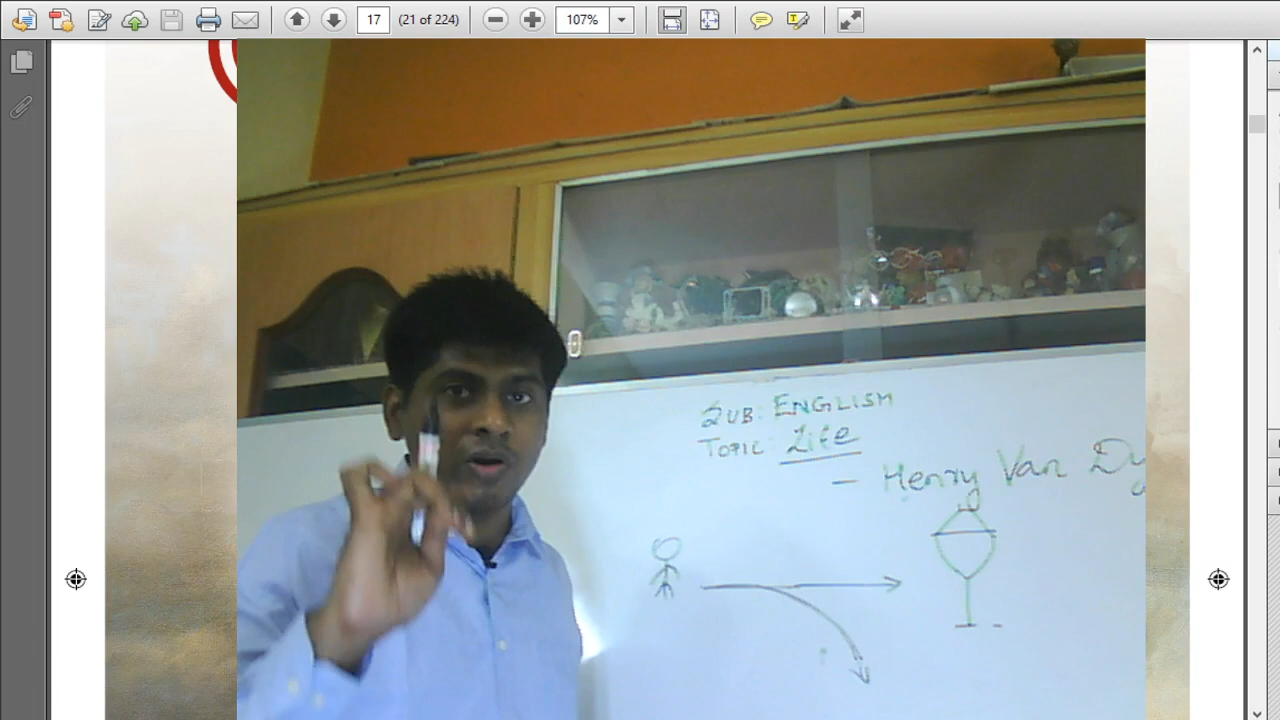 17 (21 of 224) 107%
SUB: ENGLISH
TOPIC: Life
— Henry Van Dy